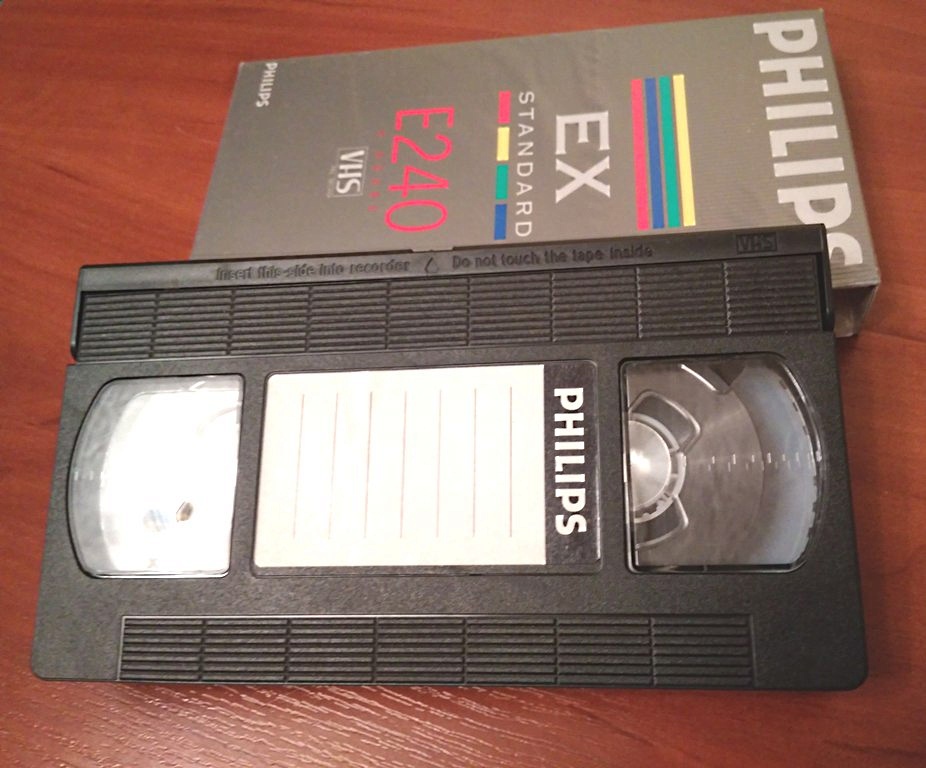 PHILIPS
EX
STANDARD
E240
VHS
PHILIPS
Insert this side into recorder
Do not touch the tape inside
VHS
PHILIPS